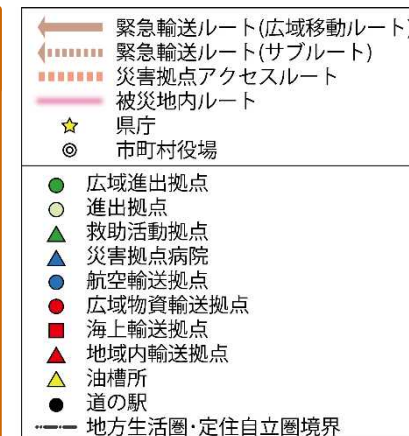 緊急輸送ルート(広域移動ルート)
緊急輸送ルート(サブルート)
災害拠点アクセスルート
被災地内ルート
県庁
市町村役場
広域進出拠点
進出拠点
救助活動拠点
災害拠点病院
航空輸送拠点
広域物資輸送拠点
海上輸送拠点
地域内輸送拠点
油槽所
道の駅
地方生活圏・定住自立圏境界